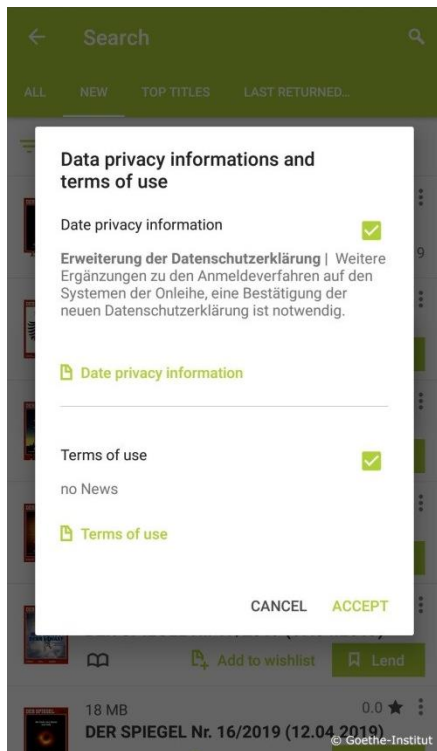 Search
ALL NEW TOP TITLES LAST RETURNED...
Data privacy informations and
terms of use
Date privacy information
Erweiterung der Datenschutzerklärung | Weitere
Ergänzungen zu den Anmeldeverfahren auf den
Systemen der Onleihe, eine Bestätigung der
neuen Datenschutzerklärung ist notwendig.
9
Date privacy information
Terms of use
no News
Terms of use
CANCEL ACCEPT
Add to wishlist Lend
18 MB 0.0
DER SPIEGEL
DER SPIEGEL Nr. 16/2019 (12.04.2019)
© Goethe-Institut